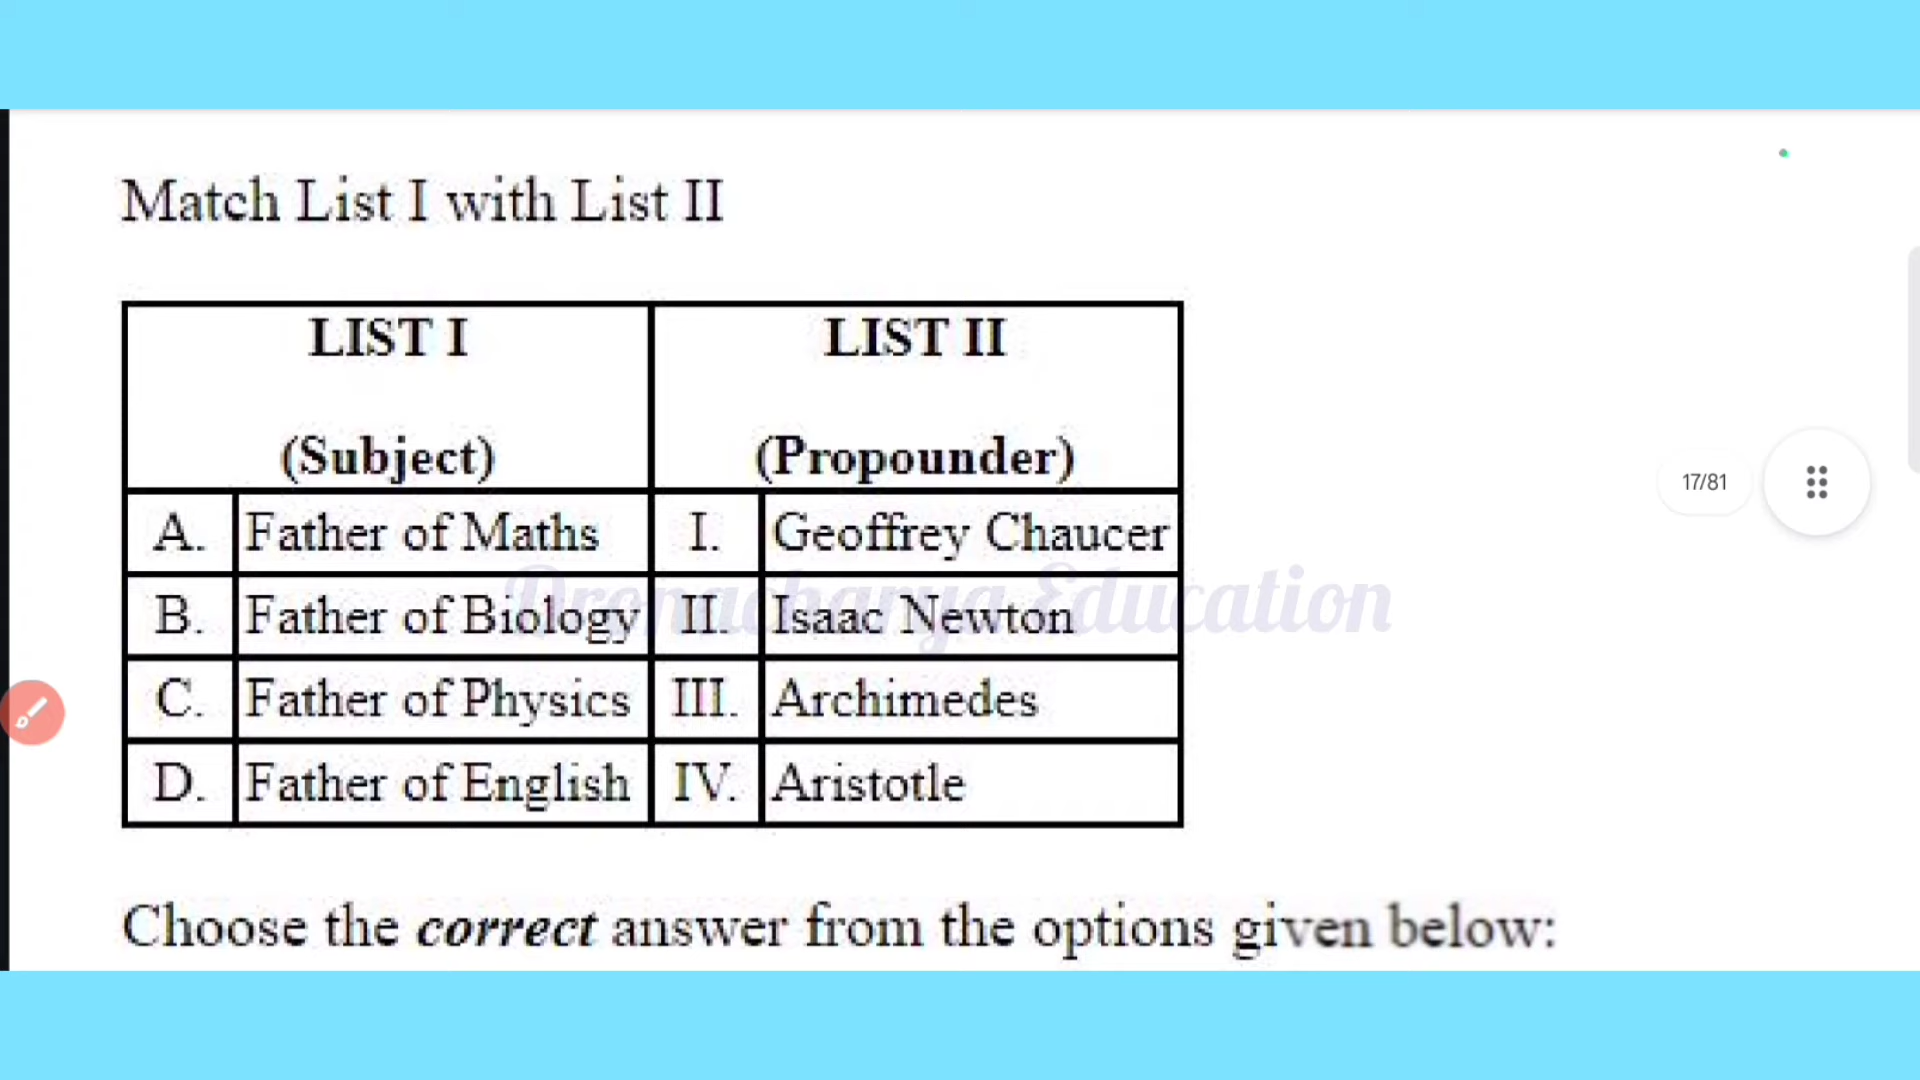 Match List I with List II
LIST I LIST II
(Subject) (Propounder)
A. Father of Maths I. Geoffrey Chaucer
B. Father of Biology II. Isaac Newton
C. Father of Physics III. Archimedes
D. Father of English IV. Aristotle
Dronacharya Education
17/81
Choose the correct answer from the options given below: